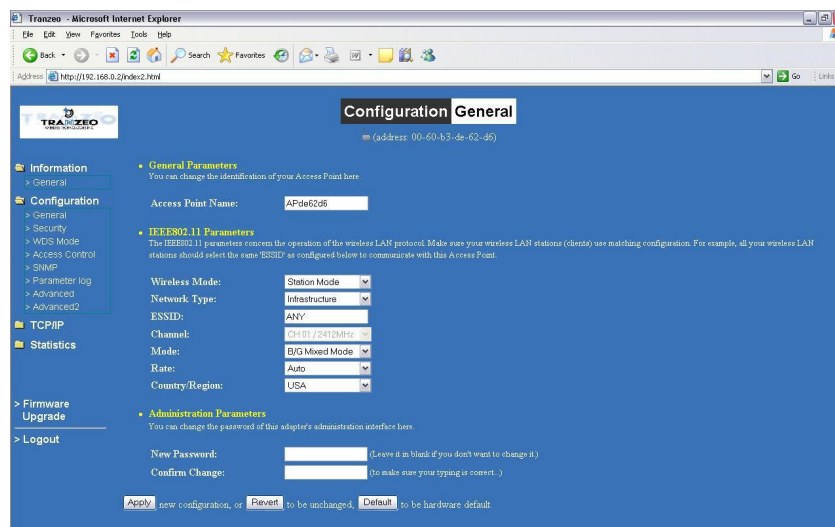 Tranzeo - Microsoft Internet Explorer
File Edit View Favorites Tools Help
Back Search Favorites
Address http://192.168.0.2/index2.html Go Links
TRANZEO
Configuration General
(address: 00-60-b3-de-62-d6)
Information
> General
Configuration
> General
> Security
> WDS Mode
> Access Control
> SNMP
> Parameter log
> Advanced
> Advanced2
TCP/IP
Statistics
> Firmware
Upgrade
> Logout
General Parameters
You can change the identification of your Access Point here
Access Point Name: APde62d6
IEEE802.11 Parameters
The IEEE802.11 parameters concern the operation of the wireless LAN protocol. Make sure your wireless LAN stations (clients) use matching configuration. For example, all your wireless LAN
stations should select the same 'ESSID' as configured below to communicate with this Access Point.
Wireless Mode: Station Mode
Network Type: Infrastructure
ESSID: ANY
Channel: CH 01 / 2412MHz
Mode: B/G Mixed Mode
Rate: Auto
Country/Region: USA
Administration Parameters
You can change the password of this adapter's administration interface here.
New Password: (Leave it in blank if you don't want to change it.)
Confirm Change: (to make sure your typing is correct...)
Apply new configuration, or Revert to be unchanged, Default to be hardware default.